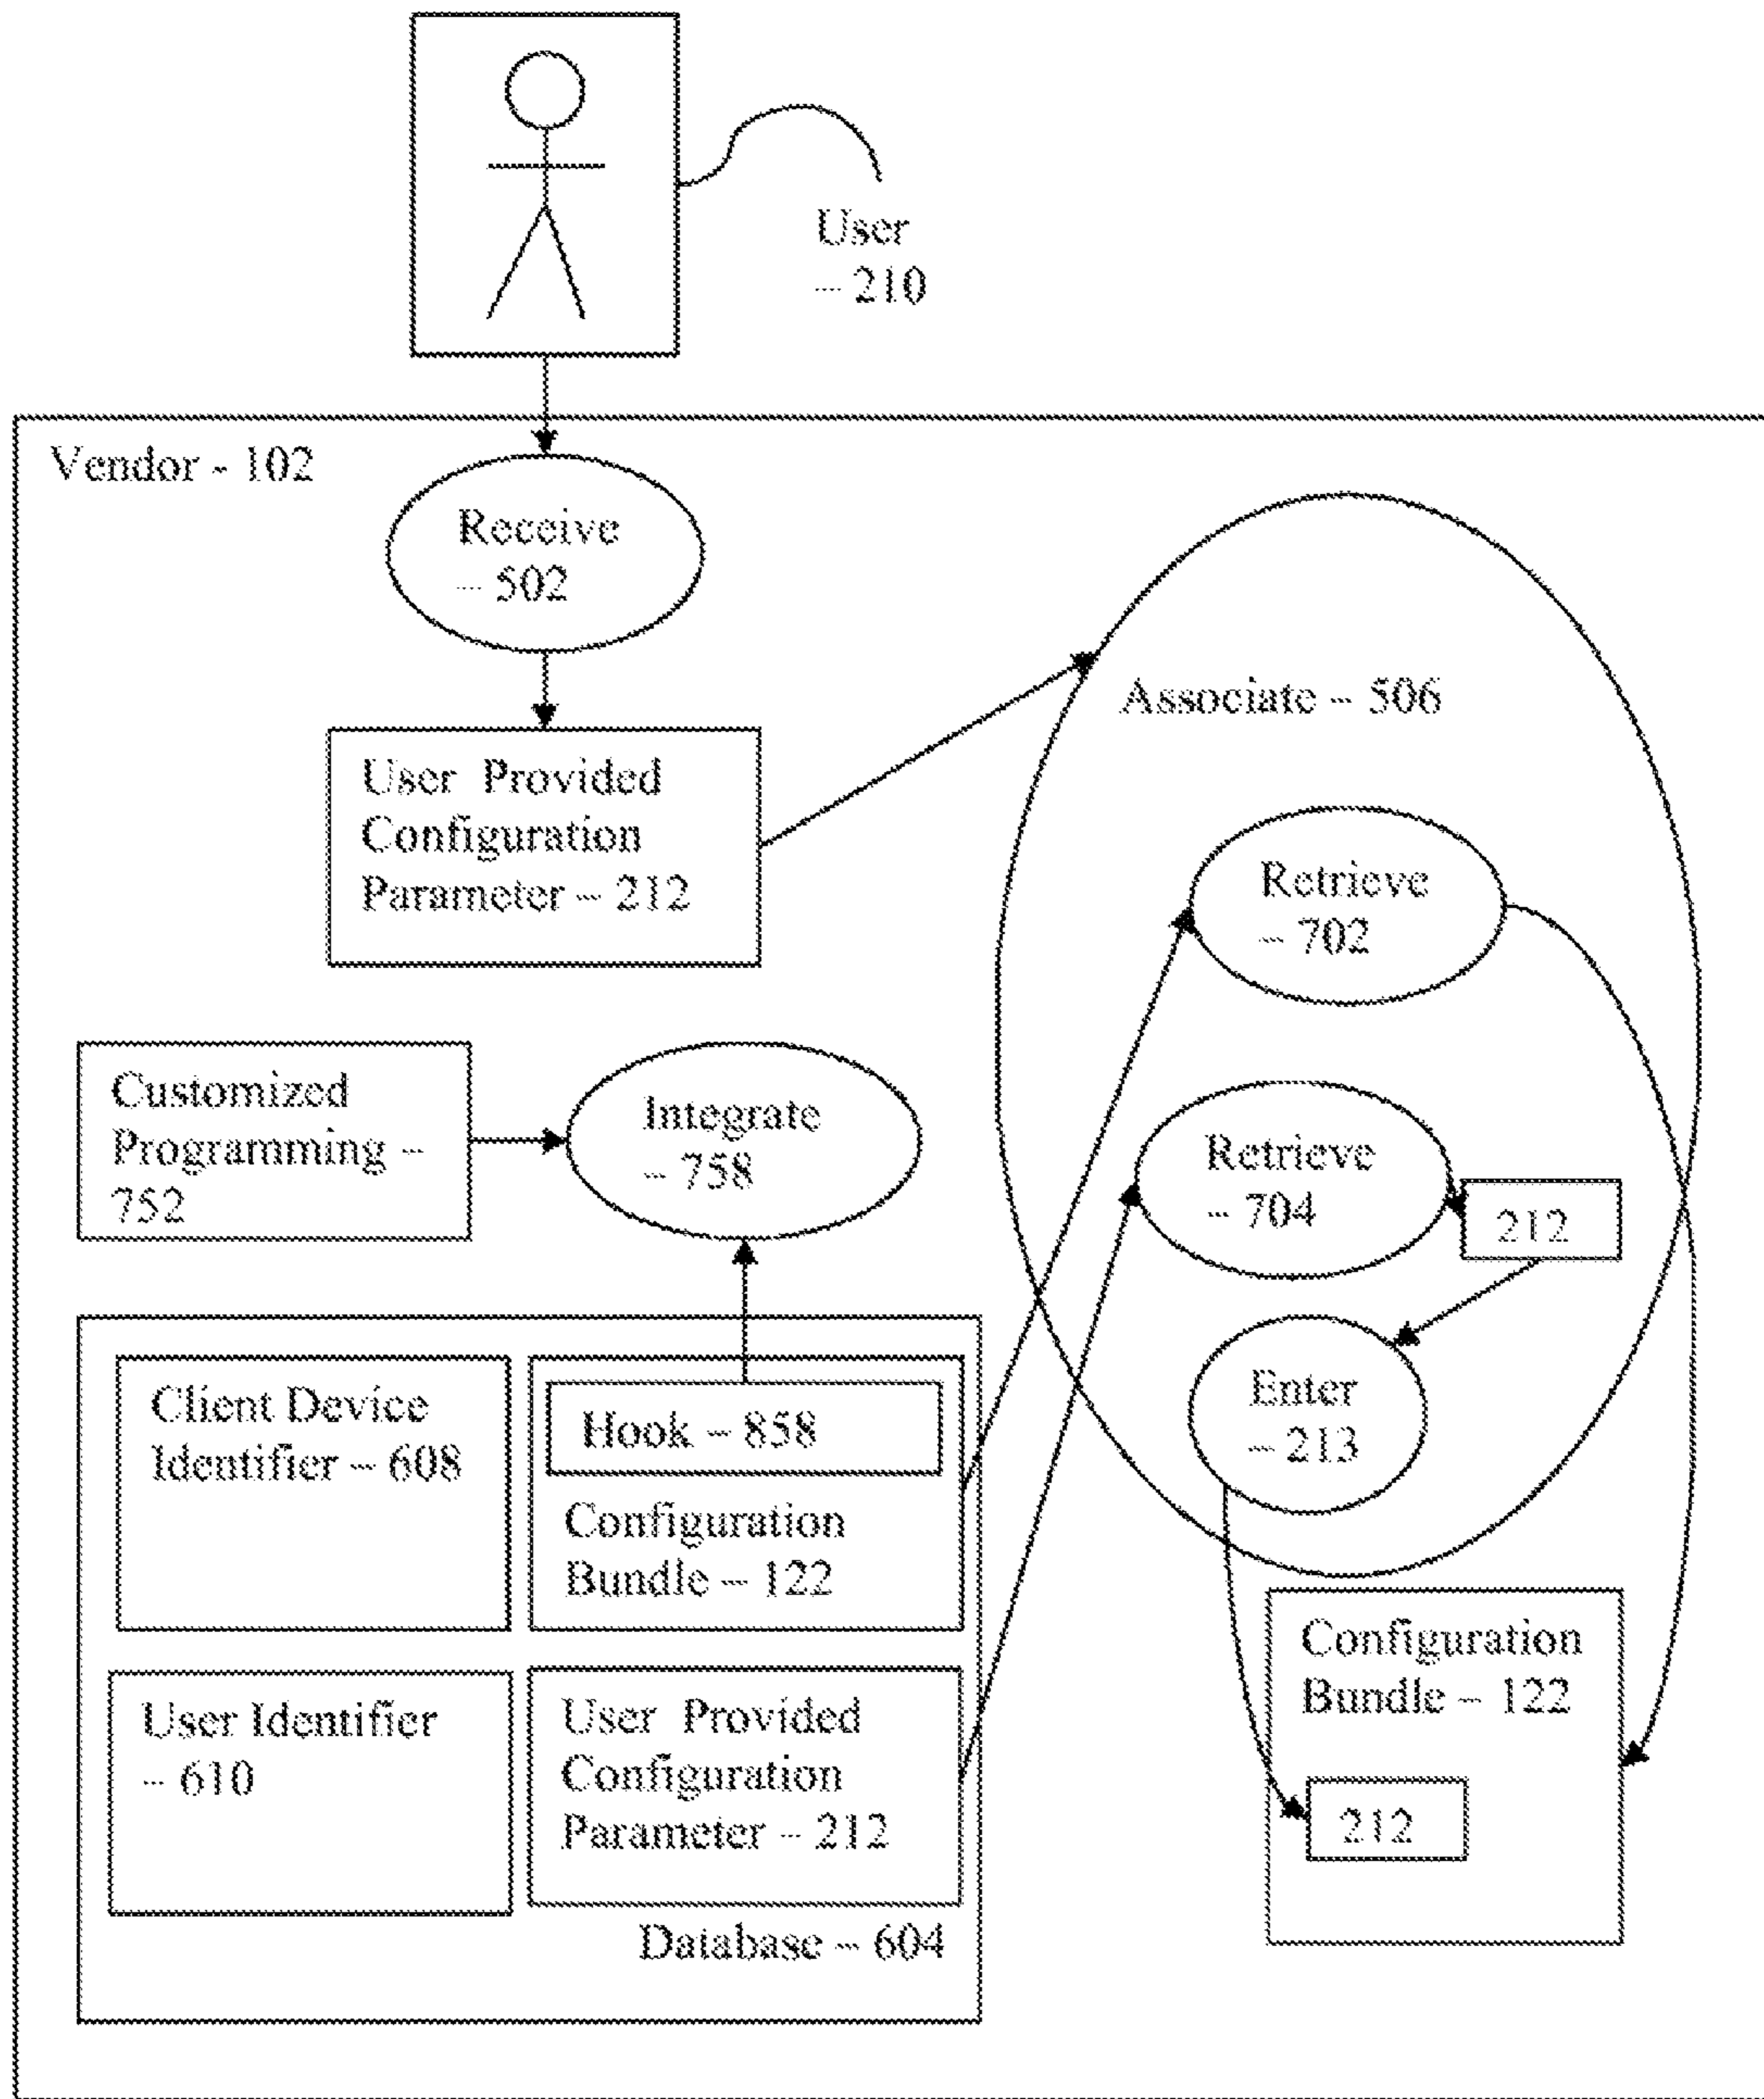 User
– 210
Vendor - 102
Receive
– 502
Associate – 506
User Provided
Configuration
Parameter – 212
Retrieve
– 702
Customized
Programming –
752
Integrate
– 758
Retrieve
– 704
212
Enter
– 213
Client Device
Identifier – 608
Hook – 858
Configuration
Bundle – 122
User Identifier
– 610
User Provided
Configuration
Parameter – 212
Database – 604
Configuration
Bundle – 122
212